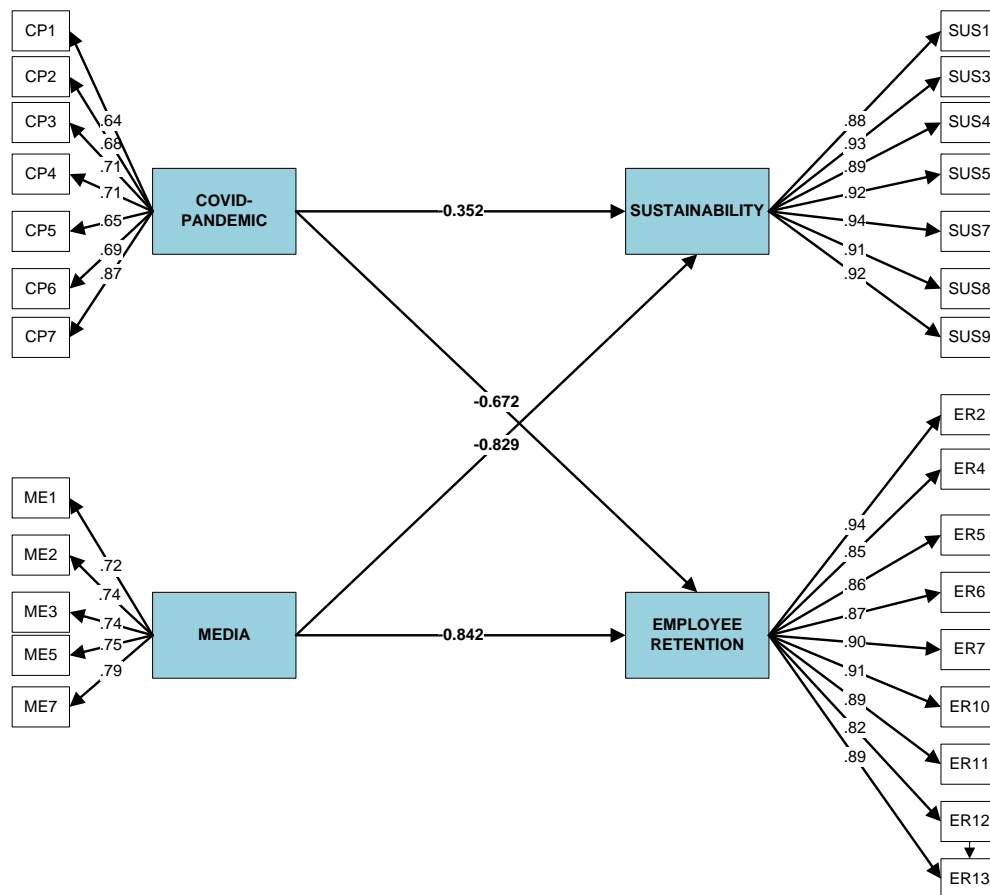 CP1
CP2
CP3
CP4
CP5
CP6
CP7
.64
.68
.71
.71
.65
.69
.87
COVID-
PANDEMIC
-0.352
SUSTAINABILITY
.88
.93
.89
.92
.94
.91
.92
SUS1
SUS3
SUS4
SUS5
SUS7
SUS8
SUS9
-0.672
-0.829
ME1
ME2
ME3
ME5
ME7
.72
.74
.74
.75
.79
MEDIA
-0.842
EMPLOYEE
RETENTION
.94
.85
.86
.87
.90
.91
.89
.82
.89
ER2
ER4
ER5
ER6
ER7
ER10
ER11
ER12
ER13